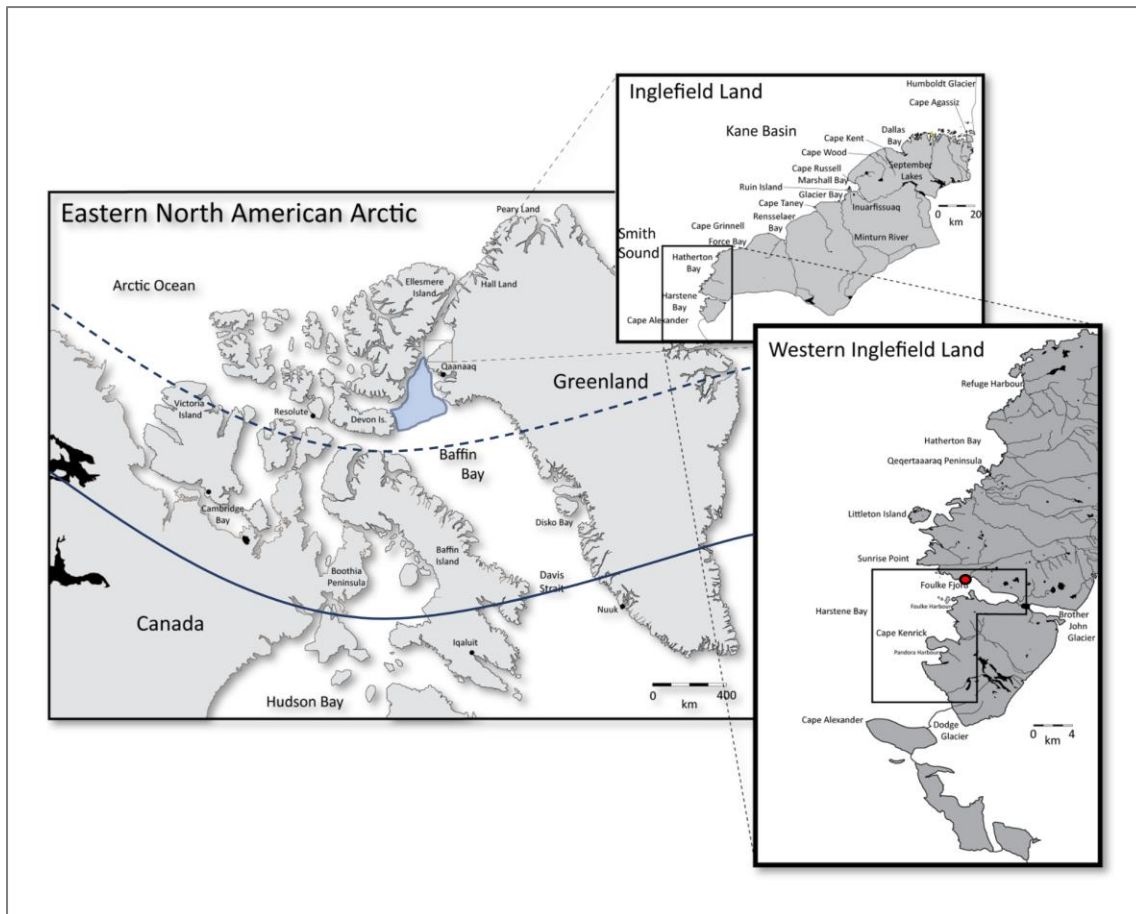 Eastern North American Arctic
Peary Land
Arctic Ocean
Ellesmere
Island
Hall Land
Qaanaaq
Greenland
Victoria
Island
Resolute
Devon Is.
Baffin
Bay
Cambridge
Bay
Disko Bay
Boothia
Peninsula
Baffin
Island
Davis
Strait
Nuuk
Canada
Iqaluit
Hudson Bay
0 400
km
Inglefield Land
Humboldt Glacier
Cape Agassiz
Kane Basin
Dallas
Bay
Cape Kent
Cape Wood
September
Lakes
Cape Russell
Marshall Bay
Ruin Island
Glacier Bay
Inuarfissuaq
Cape Taney
Rensselaer
Bay
0 20
km
Cape Grinnell
Minturn River
Smith
Sound
Force Bay
Hatherton
Bay
Harstene
Bay
Cape Alexander
Western Inglefield Land
Refuge Harbour
Hatherton Bay
Qeqertaaaraq Peninsula
Littleton Island
Sunrise Point
Foulke Fjord
Foulke Harbour
Harstene Bay
Brother
John
Glacier
Cape Kenrick
Pandora Harbour
Cape Alexander
Dodge
Glacier
0 4
km